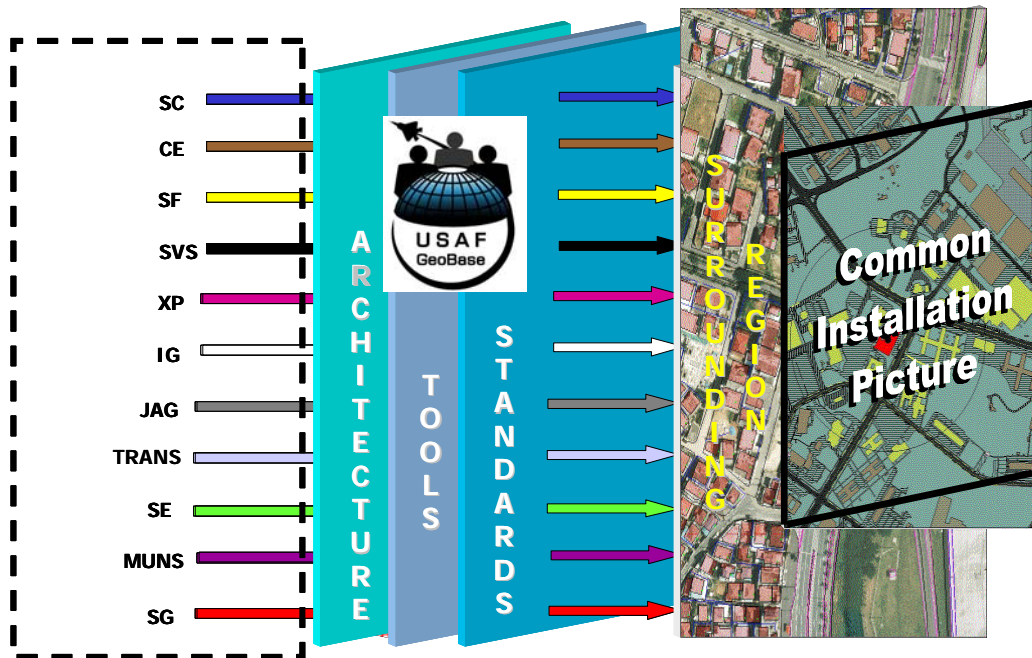 SC
CE
SF
SVS
XP
IG
JAG
TRANS
SE
MUNS
SG
ARCHITECTURE
TOOLS
STANDARDS
USAF
GeoBase
SURROUNDING
REGION
Common
Installation
Picture